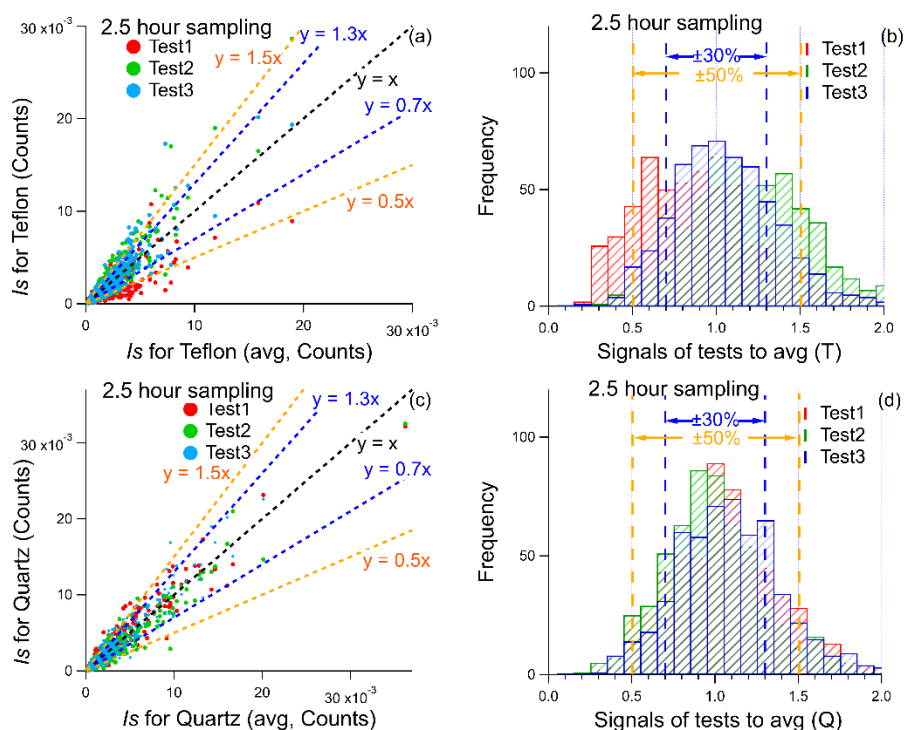 30 x10⁻³
2.5 hour sampling
(a)
Test1
Test2
Test3
y = 1.5x
y = 1.3x
y = x
y = 0.7x
y = 0.5x
20
10
0
Is for Teflon (Counts)
0
10
20
30 x10⁻³
Is for Teflon (avg, Counts)
2.5 hour sampling
(b)
±30%
±50%
Test1
Test2
Test3
100
50
0
Frequency
0.0
0.5
1.0
1.5
2.0
Signals of tests to avg (T)
2.5 hour sampling
(c)
Test1
Test2
Test3
y = 1.3x
y = x
y = 0.7x
y = 1.5x
y = 0.5x
30 x10⁻³
20
10
0
Is for Quartz (Counts)
0
10
20
30 x10⁻³
Is for Quartz (avg, Counts)
2.5 hour sampling
(d)
±30%
±50%
Test1
Test2
Test3
100
50
0
Frequency
0.0
0.5
1.0
1.5
2.0
Signals of tests to avg (Q)